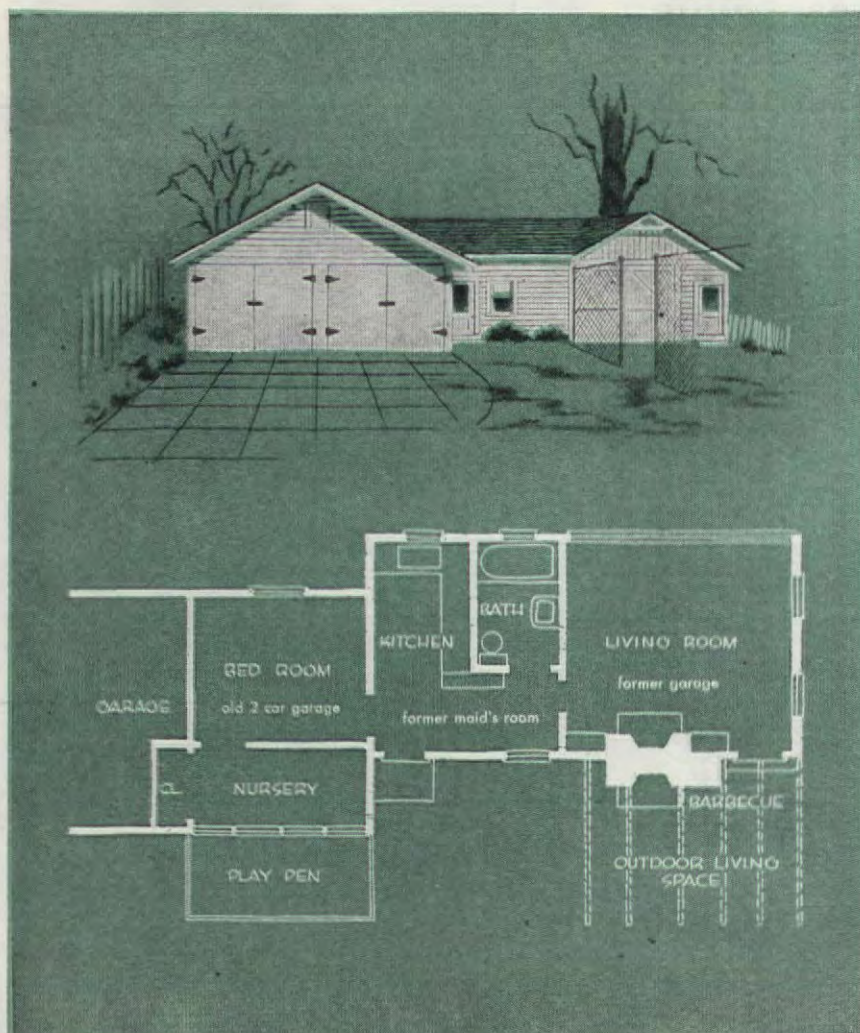 KITCHEN
BATH
LIVING ROOM
former garage
BED ROOM
old 2 car garage
GARAGE
former maid's room
CL.
NURSERY
BARBECUE
PLAY PEN
OUTDOOR LIVING
SPACE